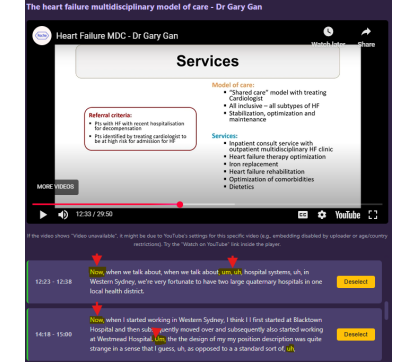 The heart failure multidisciplinary model of care - Dr Gary Gan
Heart Failure MDC - Dr Gary Gan
Watch later
Share
Services
Model of care:
• "Shared care" model with treating
Cardiologist
• All inclusive – all subtypes of HF
• Stabilization, optimization and
maintenance
Referral criteria:
• Pts with HF with recent hospitalisation
for decompensation
• Pts identified by treating cardiologist to
be at high risk for admission for HF
Services:
• Inpatient consult service with
outpatient multidisciplinary HF clinic
• Heart failure therapy optimization
• Iron replacement
• Heart failure rehabilitation
• Optimization of comorbidities
• Dietetics
MORE VIDEOS
12:33 / 29:50
CC
YouTube
If the video shows "Video unavailable", it might be due to YouTube's settings for this specific video (e.g., embedding disabled by uploader or age/country
restrictions). Try the "Watch on YouTube" link inside the player.
12:23 - 12:38
Now, when we talk about, when we talk about, um, uh, hospital systems, uh, in
Western Sydney, we're very fortunate to have two large quaternary hospitals in one
local health district.
Deselect
14:18 - 15:00
Now, when I started working in Western Sydney, I think I I first started at Blacktown
Hospital and then subsequently moved over and subsequently also started working
at Westmead Hospital. Um, the the design of my my position description was quite
strange in a sense that I guess, uh, as opposed to a a standard sort of, uh,
Deselect